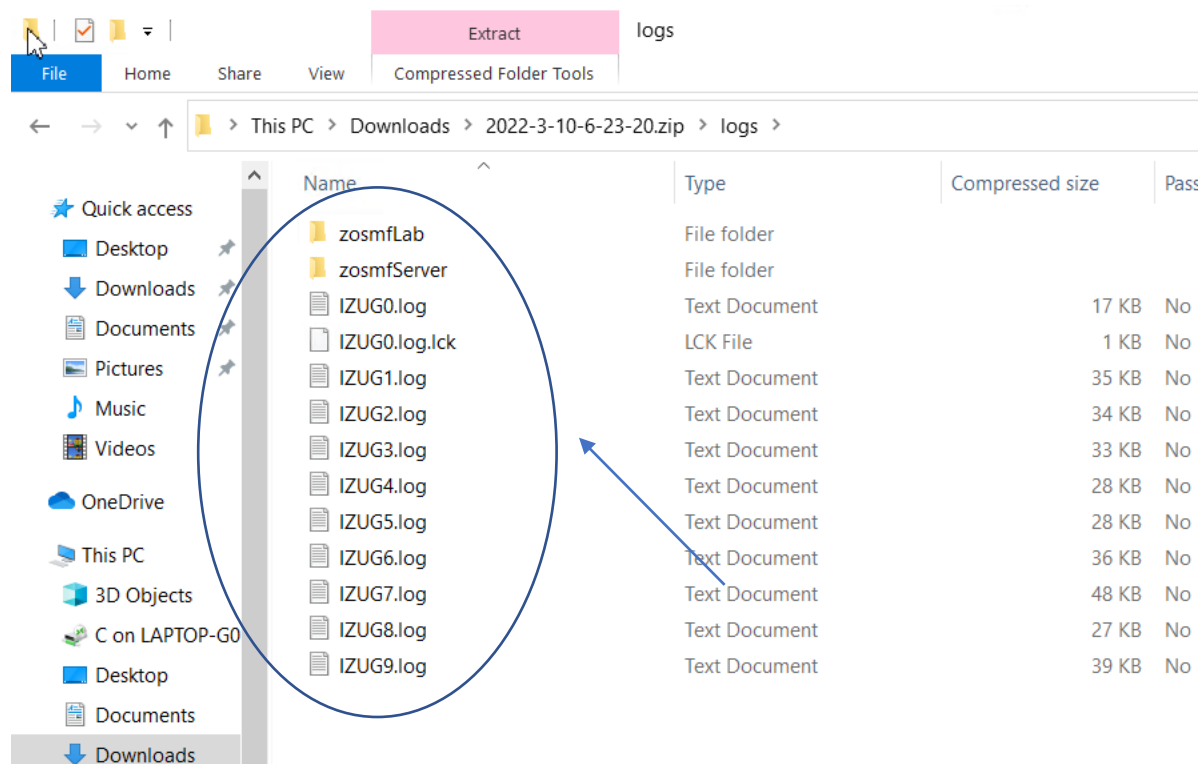 Extract
logs
File
Home
Share
View
Compressed Folder Tools
This PC > Downloads > 2022-3-10-6-23-20.zip > logs >
Name
Type
Compressed size
Pass
Quick access
Desktop
Downloads
Documents
Pictures
Music
Videos
OneDrive
This PC
3D Objects
C on LAPTOP-G0
Desktop
Documents
Downloads
zosmfLab File folder
zosmfServer File folder
IZUG0.log Text Document 17 KB No
IZUG0.log.lck LCK File 1 KB No
IZUG1.log Text Document 35 KB No
IZUG2.log Text Document 34 KB No
IZUG3.log Text Document 33 KB No
IZUG4.log Text Document 28 KB No
IZUG5.log Text Document 28 KB No
IZUG6.log Text Document 36 KB No
IZUG7.log Text Document 48 KB No
IZUG8.log Text Document 27 KB No
IZUG9.log Text Document 39 KB No